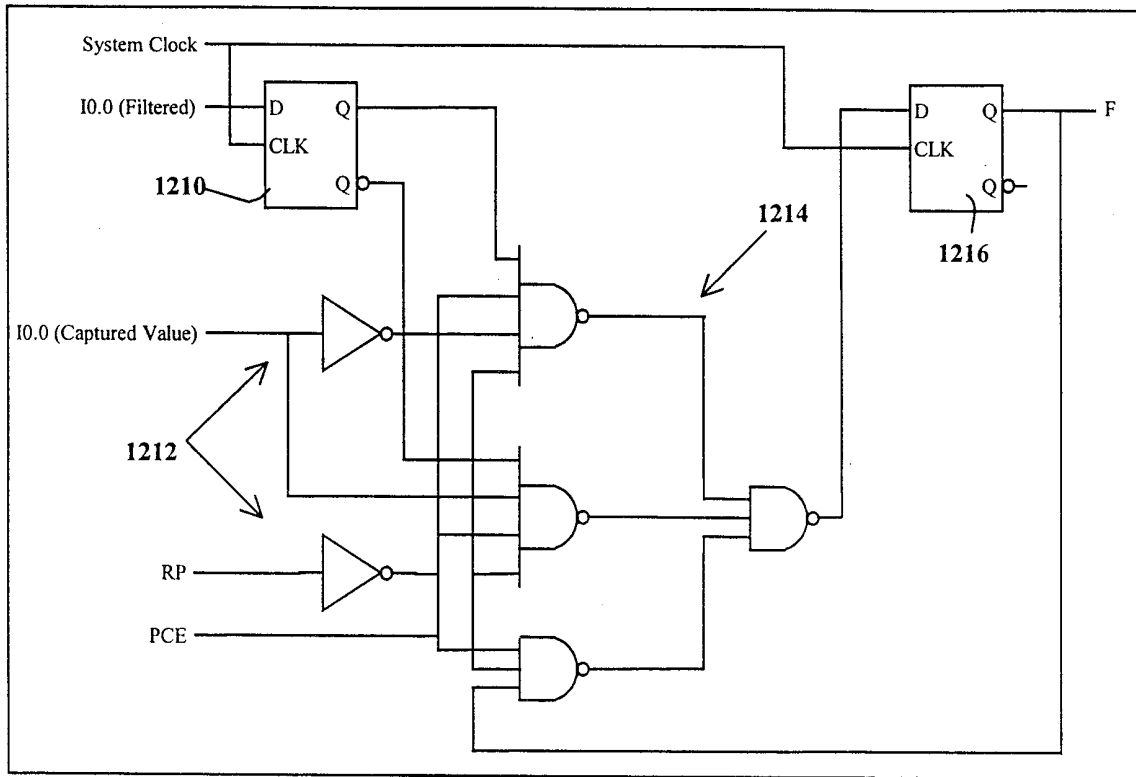 System Clock
I0.0 (Filtered)
D
Q
CLK
Q
1210
D
Q
F
CLK
Q
1216
1214
I0.0 (Captured Value)
1212
RP
PCE